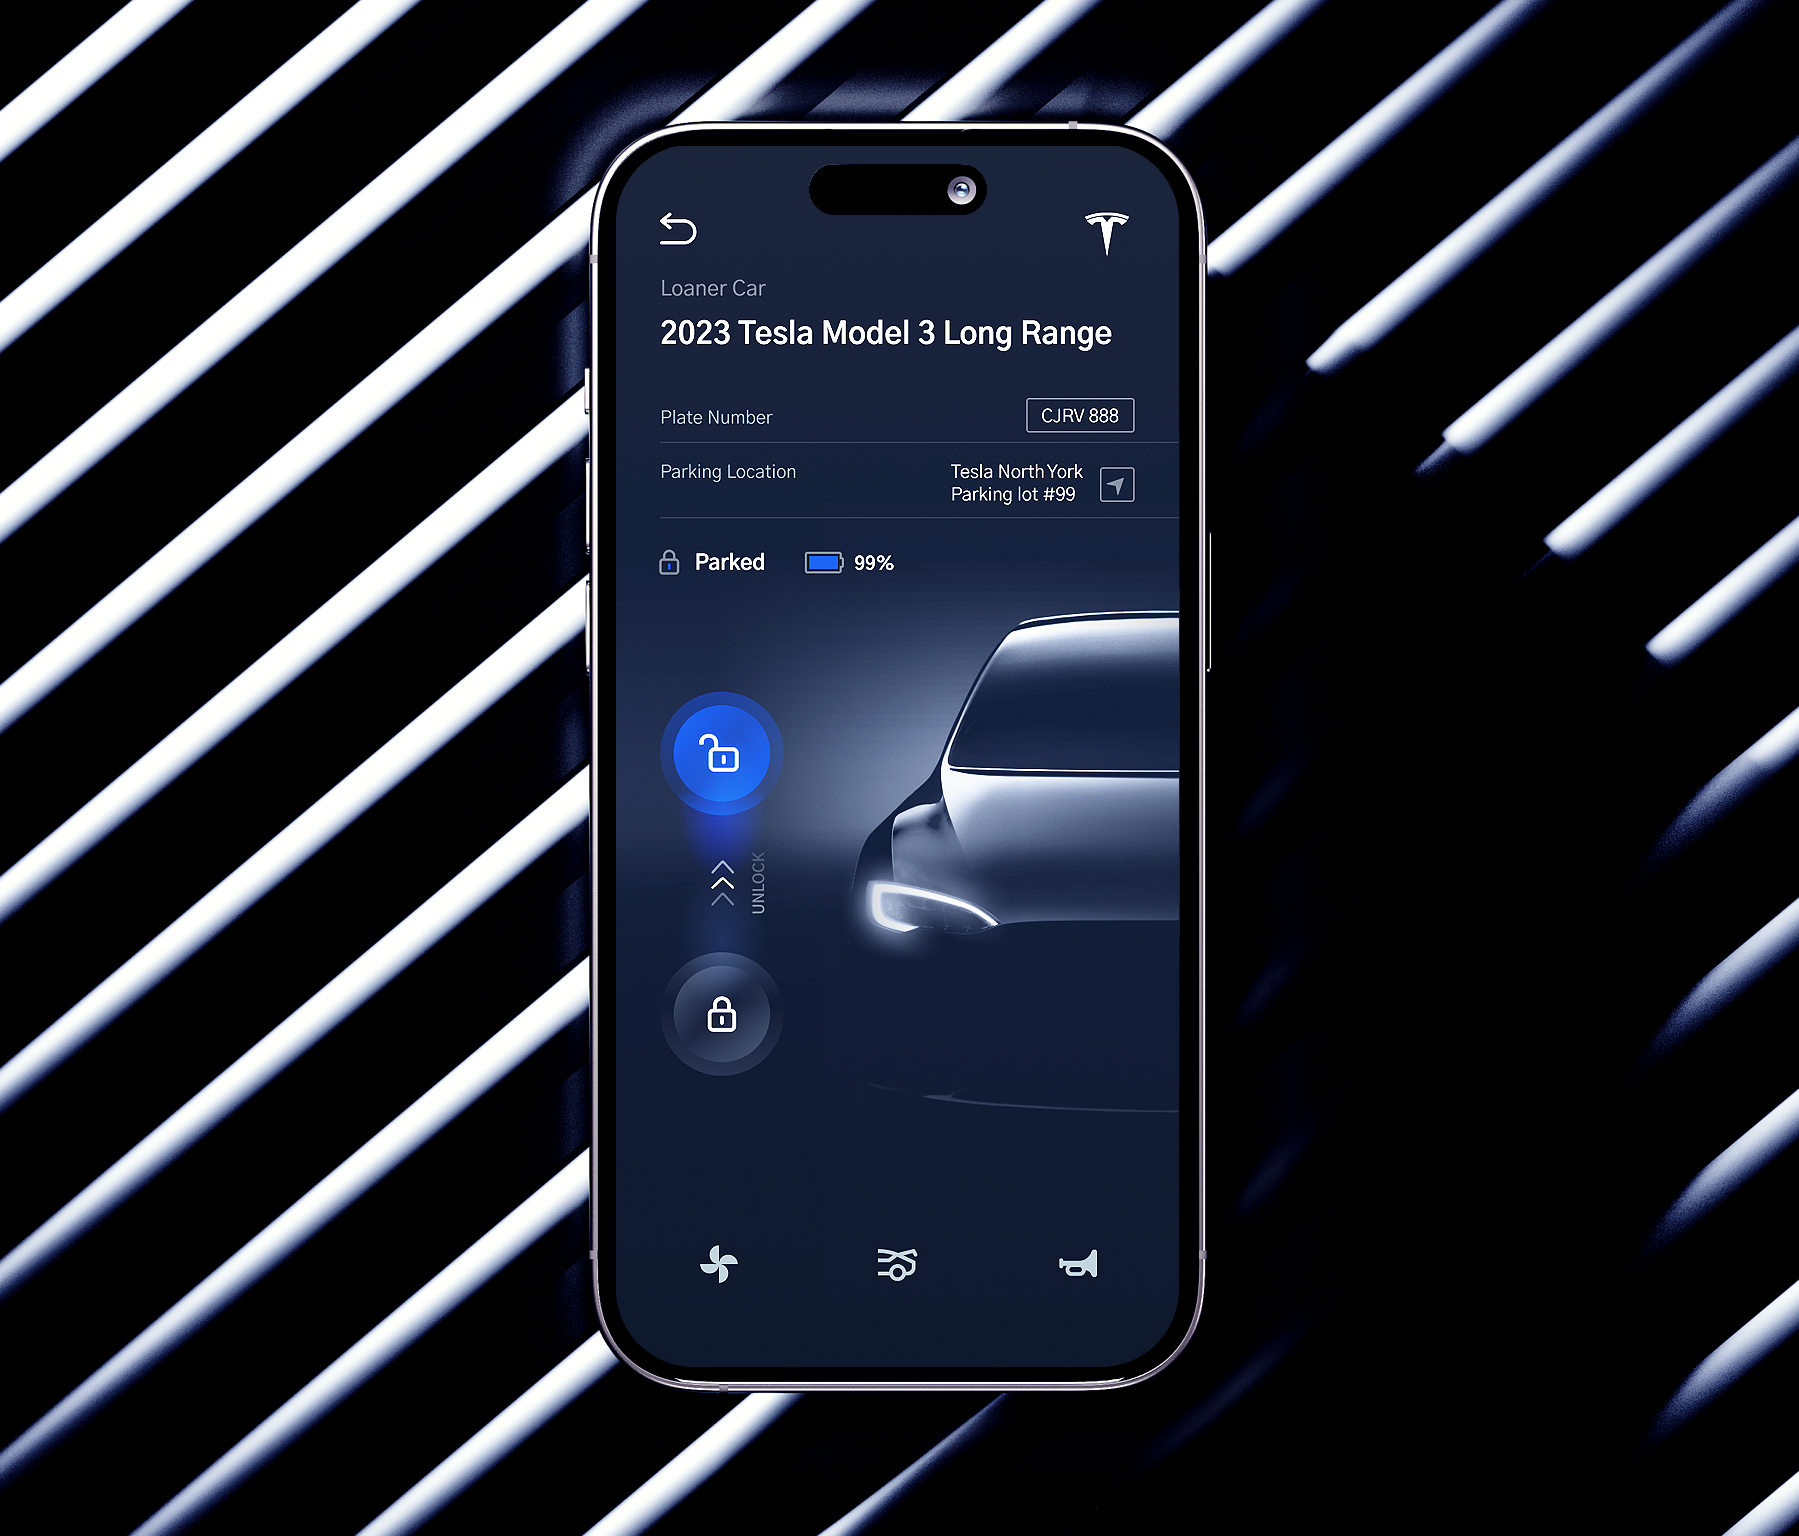 Loaner Car
2023 Tesla Model 3 Long Range
Plate Number
CJRV 888
Parking Location
Tesla North York
Parking lot #99
Parked
99%
UNLOCK